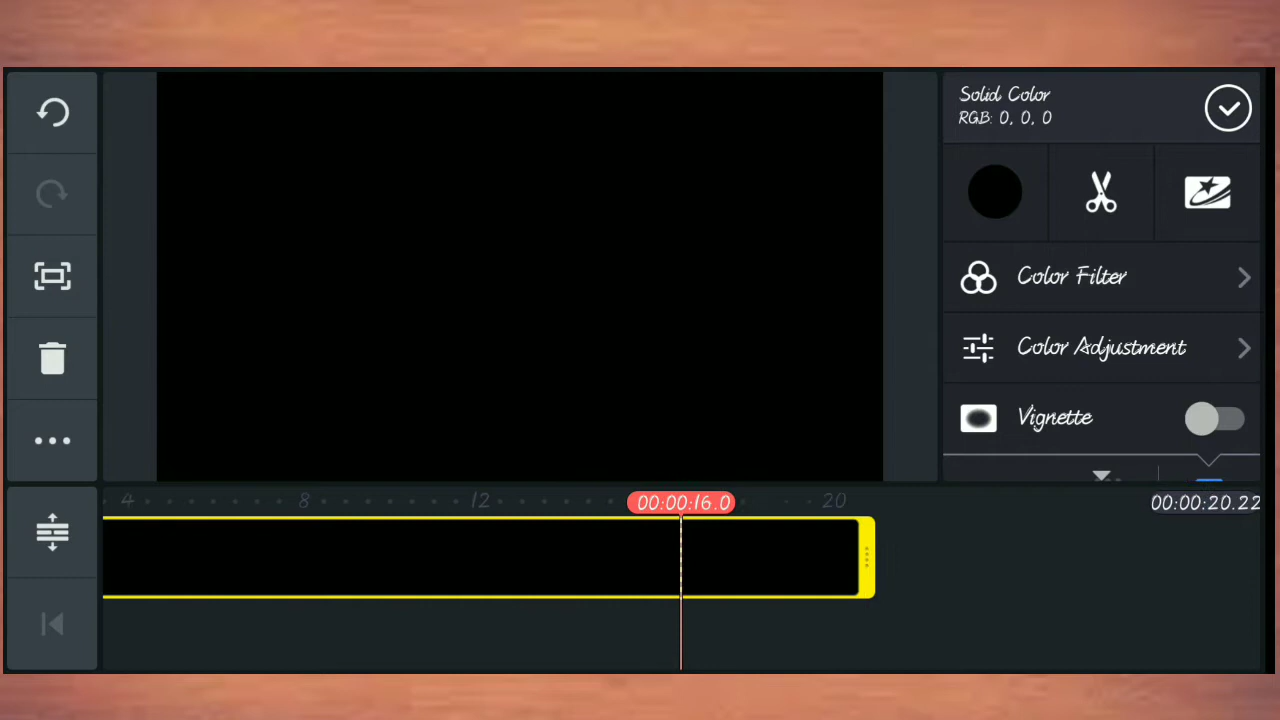 Solid Color
RGB: 0, 0, 0
Color Filter
Color Adjustment
Vignette
4 8 12 00:00:16.0 20 00:00:20.22